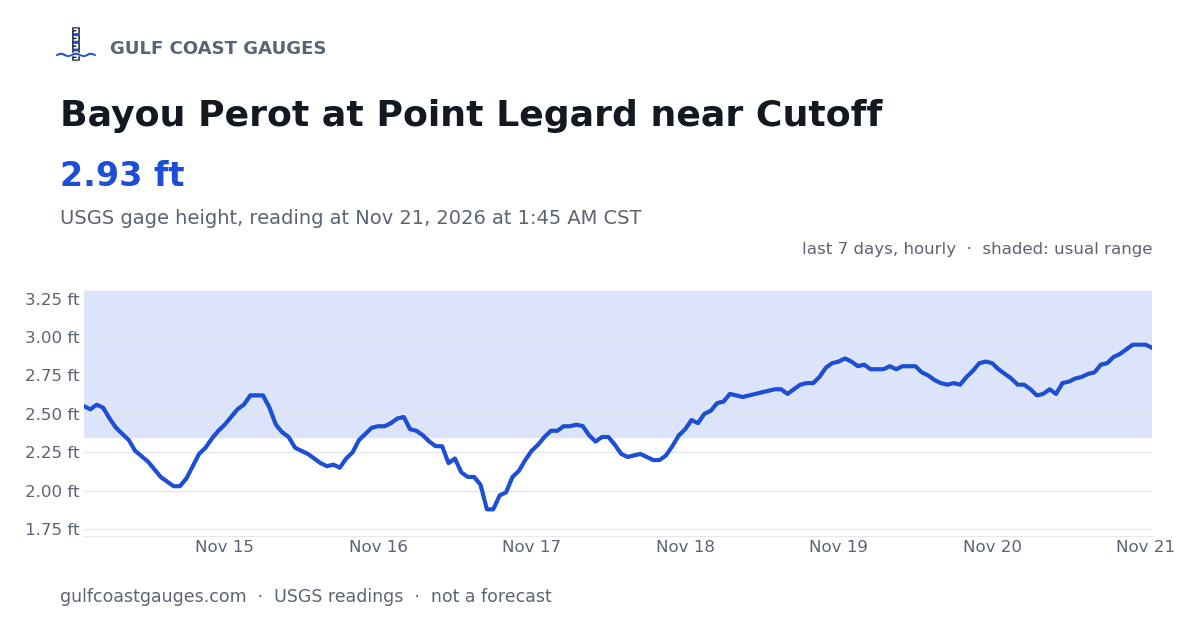 GULF COAST GAUGES
Bayou Perot at Point Legard near Cutoff
2.93 ft
USGS gage height, reading at Nov 21, 2026 at 1:45 AM CST
last 7 days, hourly · shaded: usual range
3.25 ft
3.00 ft
2.75 ft
2.50 ft
2.25 ft
2.00 ft
1.75 ft
Nov 15 Nov 16 Nov 17 Nov 18 Nov 19 Nov 20 Nov 21
gulfcoastgauges.com · USGS readings · not a forecast